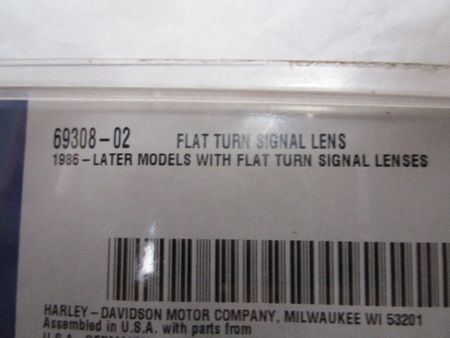 69308-02 FLAT TURN SIGNAL LENS
1986-LATER MODELS WITH FLAT TURN SIGNAL LENSES
HARLEY-DAVIDSON MOTOR COMPANY, MILWAUKEE WI 53201
Assembled in U.S.A. with parts from
U.S.A.